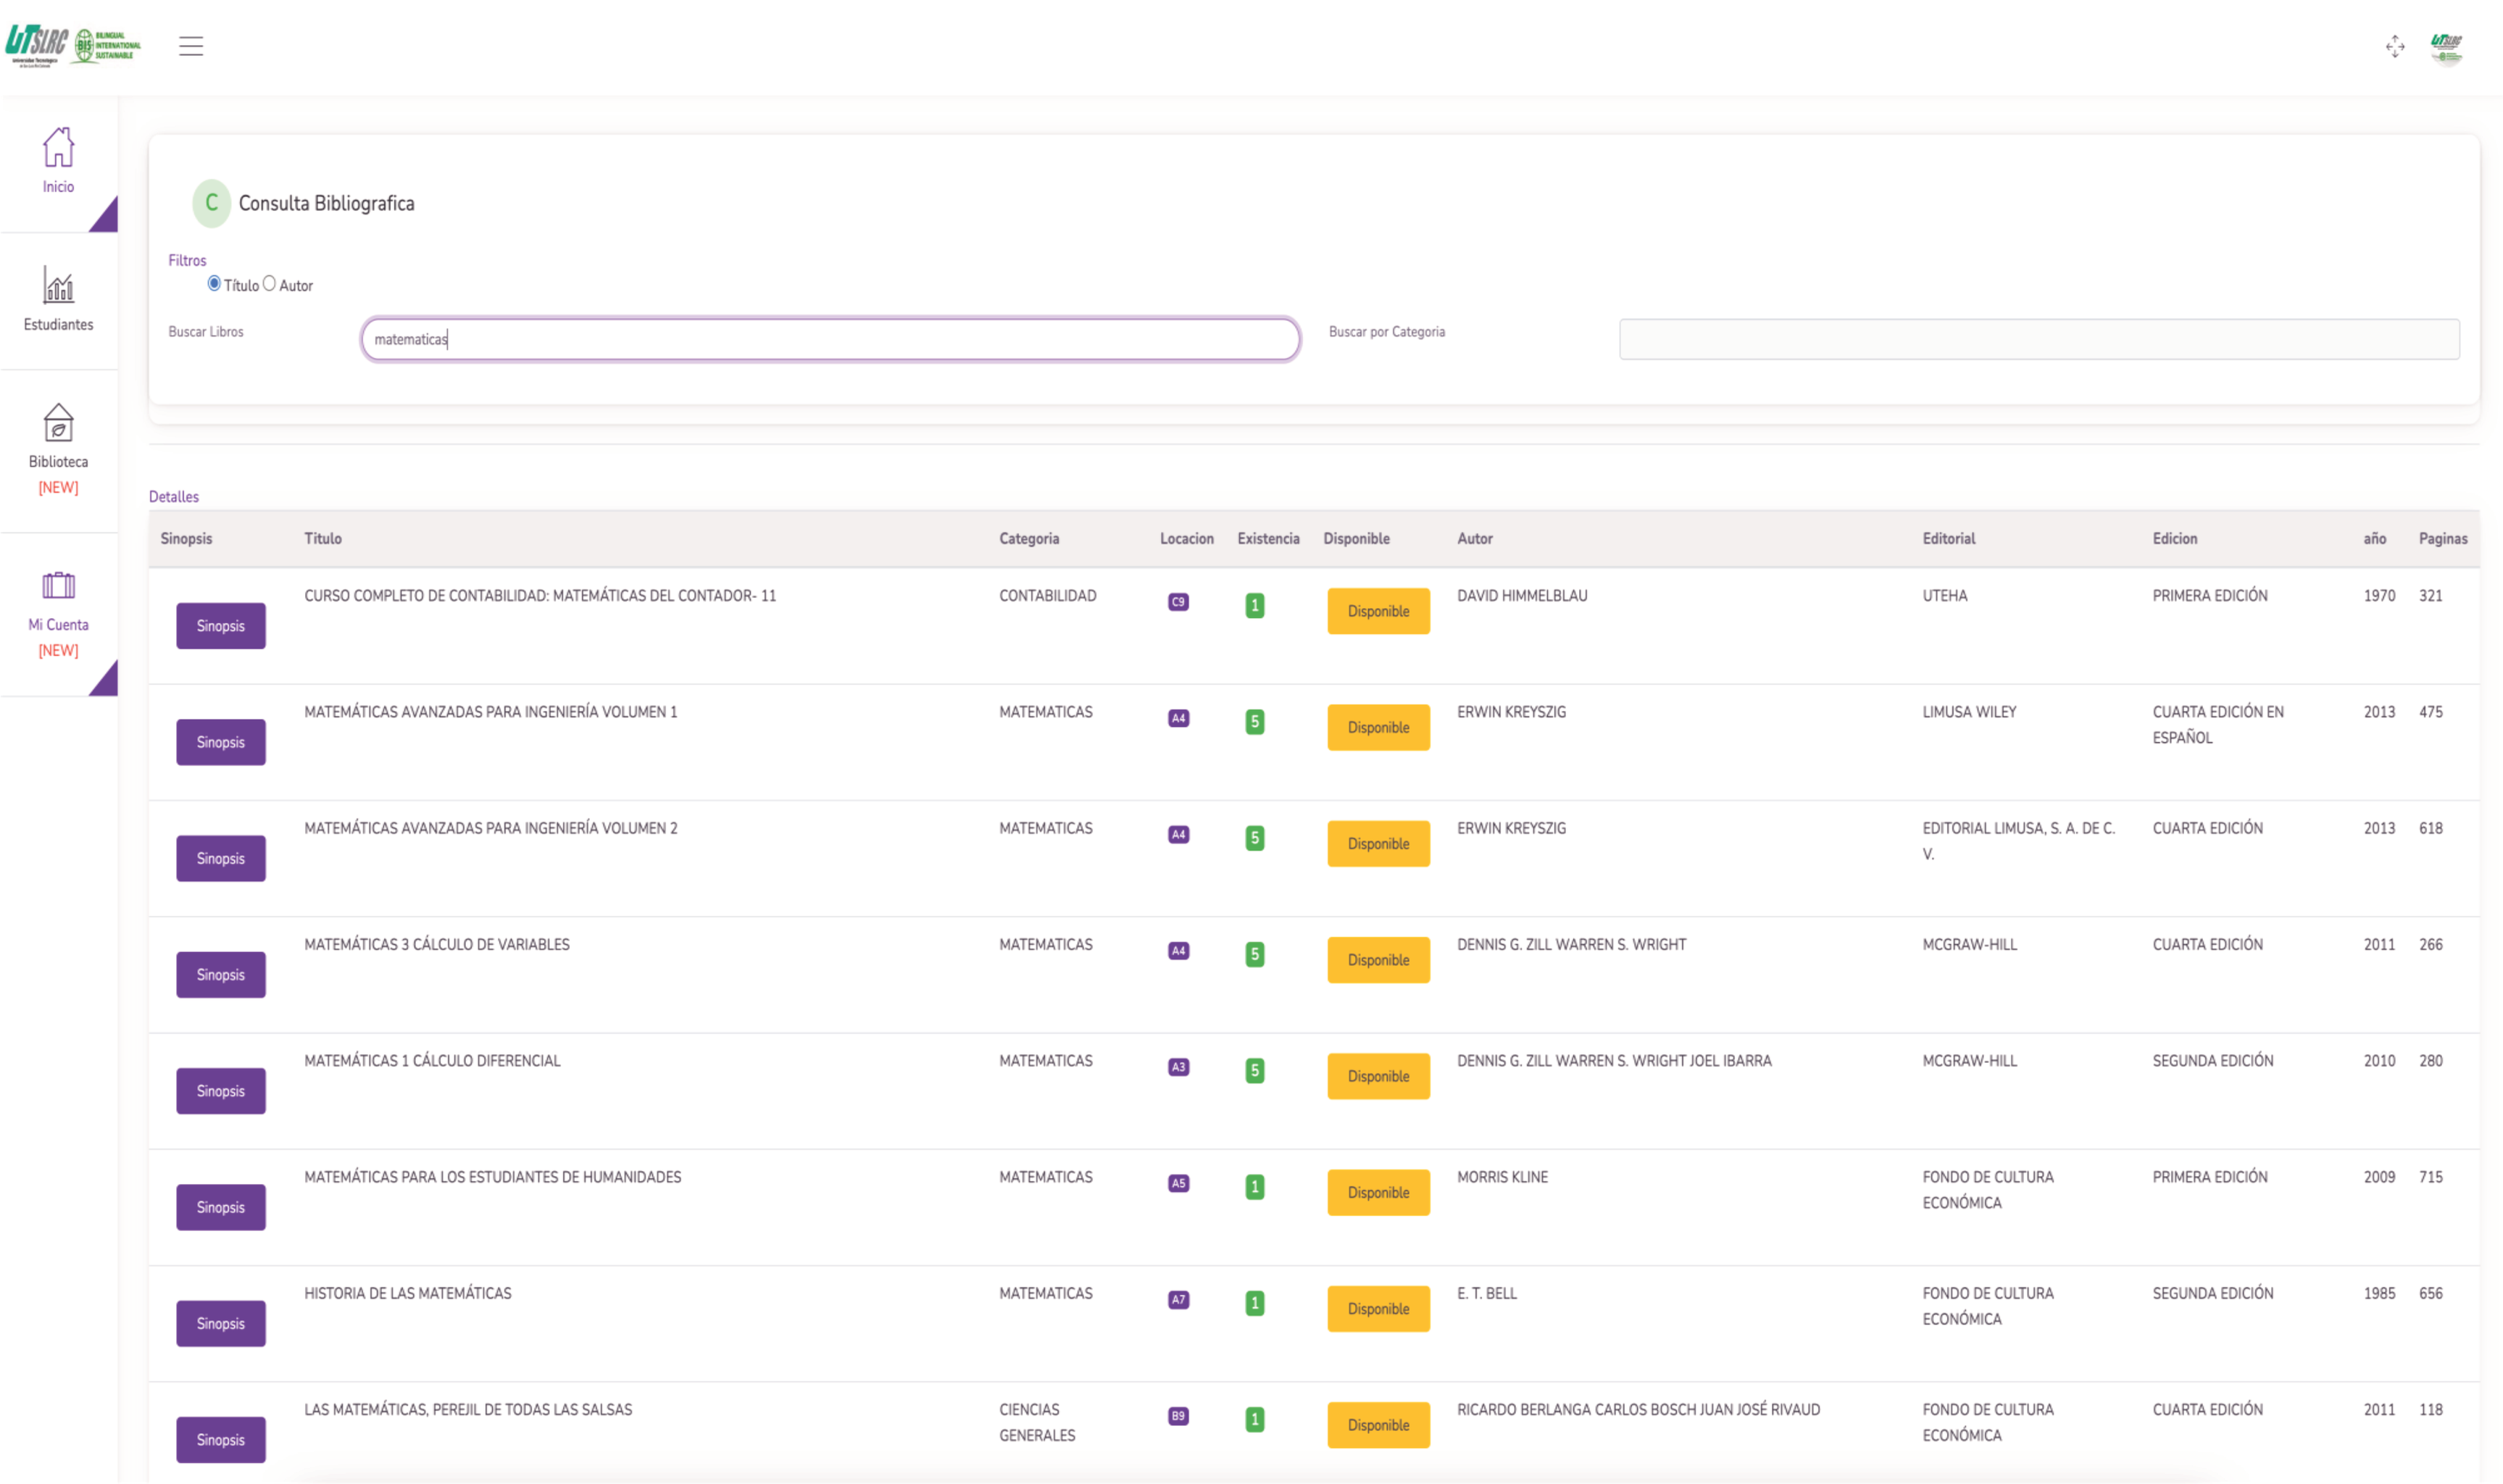 UTSLRC
BIS
BILINGUAL
INTERNATIONAL
SUSTAINABLE
Inicio
Estudiantes
Biblioteca
[NEW]
Mi Cuenta
[NEW]
C Consulta Bibliografica
Filtros
Título Autor
Buscar Libros matematicas Buscar por Categoria
Detalles
Sinopsis Titulo Categoria Locacion Existencia Disponible Autor Editorial Edicion año Paginas
Sinopsis CURSO COMPLETO DE CONTABILIDAD: MATEMÁTICAS DEL CONTADOR- 11 CONTABILIDAD C9 1 Disponible DAVID HIMMELBLAU UTEHA PRIMERA EDICIÓN 1970 321
Sinopsis MATEMÁTICAS AVANZADAS PARA INGENIERÍA VOLUMEN 1 MATEMATICAS A4 5 Disponible ERWIN KREYSZIG LIMUSA WILEY CUARTA EDICIÓN EN 2013 475
ESPAÑOL
Sinopsis MATEMÁTICAS AVANZADAS PARA INGENIERÍA VOLUMEN 2 MATEMATICAS A4 5 Disponible ERWIN KREYSZIG EDITORIAL LIMUSA, S. A. DE C. CUARTA EDICIÓN 2013 618
V.
Sinopsis MATEMÁTICAS 3 CÁLCULO DE VARIABLES MATEMATICAS A4 5 Disponible DENNIS G. ZILL WARREN S. WRIGHT MCGRAW-HILL CUARTA EDICIÓN 2011 266
Sinopsis MATEMÁTICAS 1 CÁLCULO DIFERENCIAL MATEMATICAS A3 5 Disponible DENNIS G. ZILL WARREN S. WRIGHT JOEL IBARRA MCGRAW-HILL SEGUNDA EDICIÓN 2010 280
Sinopsis MATEMÁTICAS PARA LOS ESTUDIANTES DE HUMANIDADES MATEMATICAS A5 1 Disponible MORRIS KLINE FONDO DE CULTURA PRIMERA EDICIÓN 2009 715
ECONÓMICA
Sinopsis HISTORIA DE LAS MATEMÁTICAS MATEMATICAS A7 1 Disponible E. T. BELL FONDO DE CULTURA SEGUNDA EDICIÓN 1985 656
ECONÓMICA
Sinopsis LAS MATEMÁTICAS, PEREJIL DE TODAS LAS SALSAS CIENCIAS B9 1 Disponible RICARDO BERLANGA CARLOS BOSCH JUAN JOSÉ RIVAUD FONDO DE CULTURA CUARTA EDICIÓN 2011 118
GENERALES ECONÓMICA